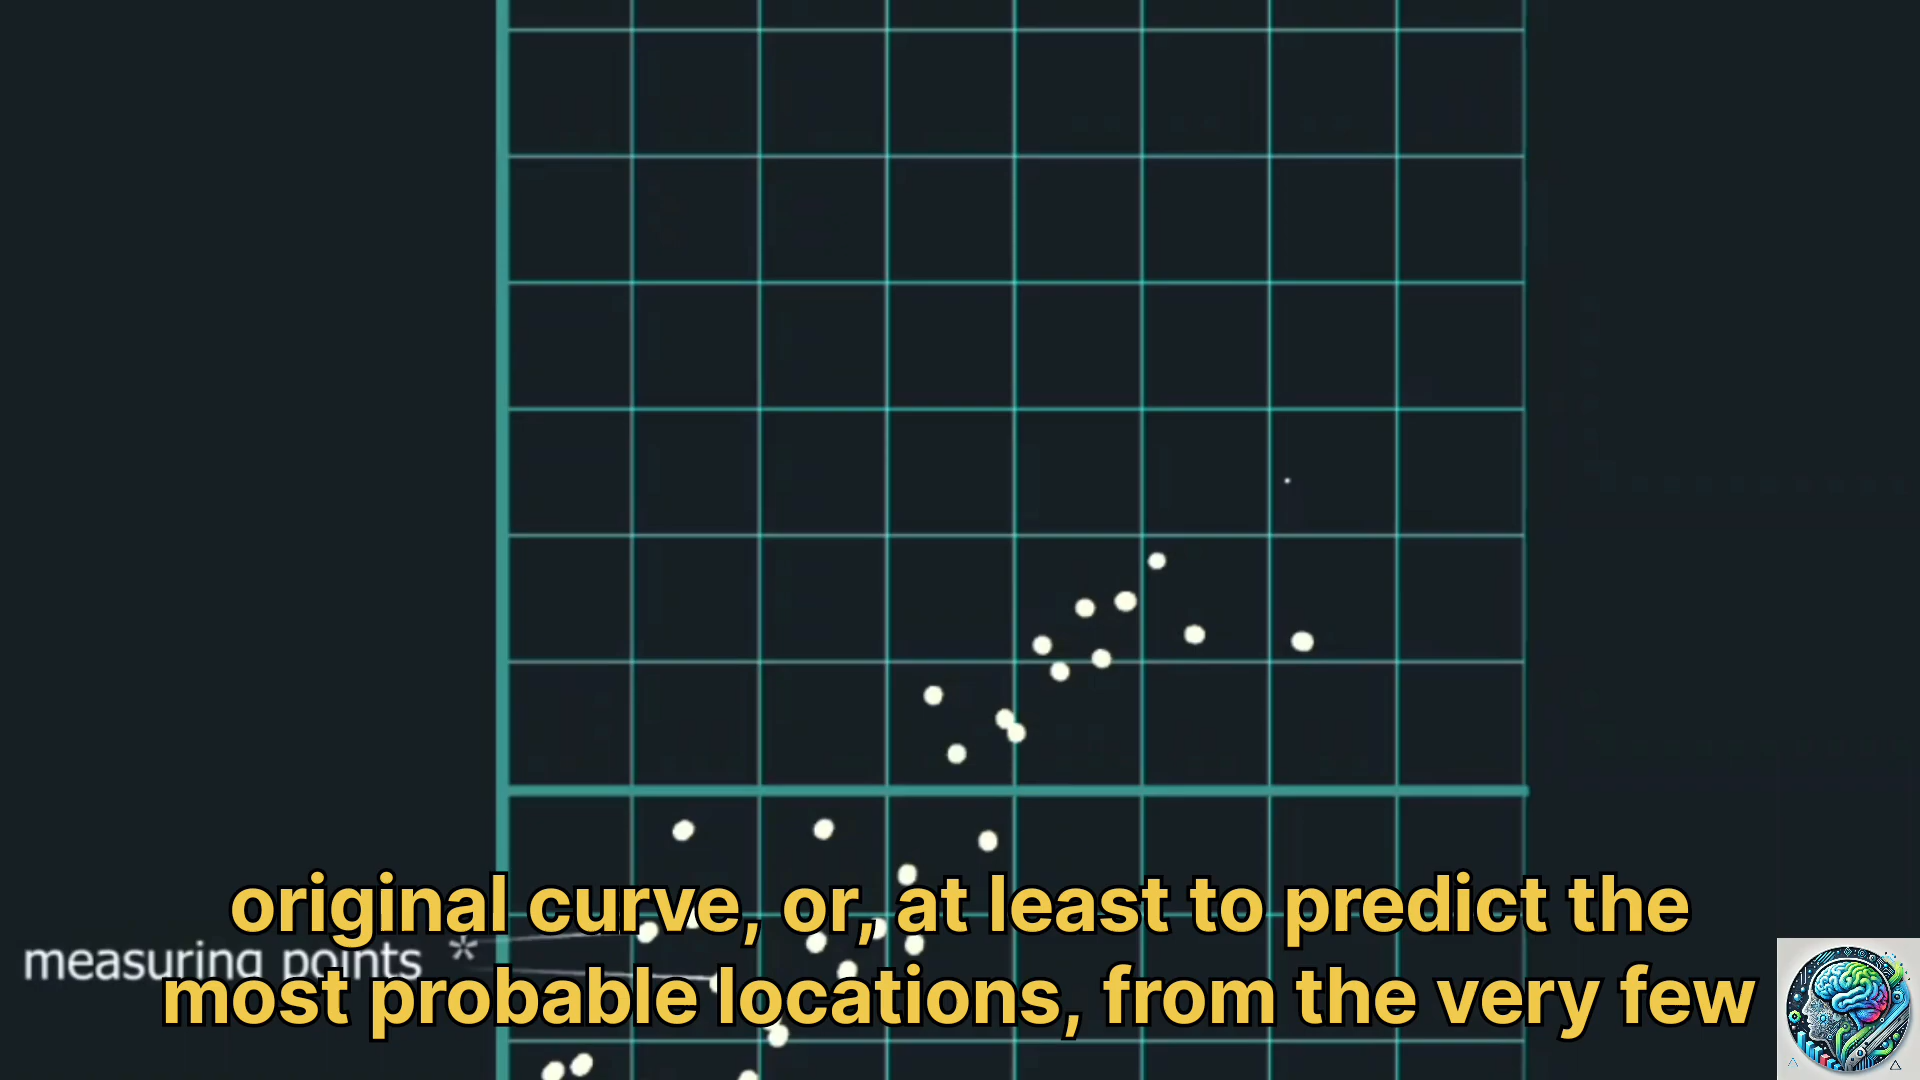 original curve, or, at least to predict the
measuring points *
most probable locations, from the very few